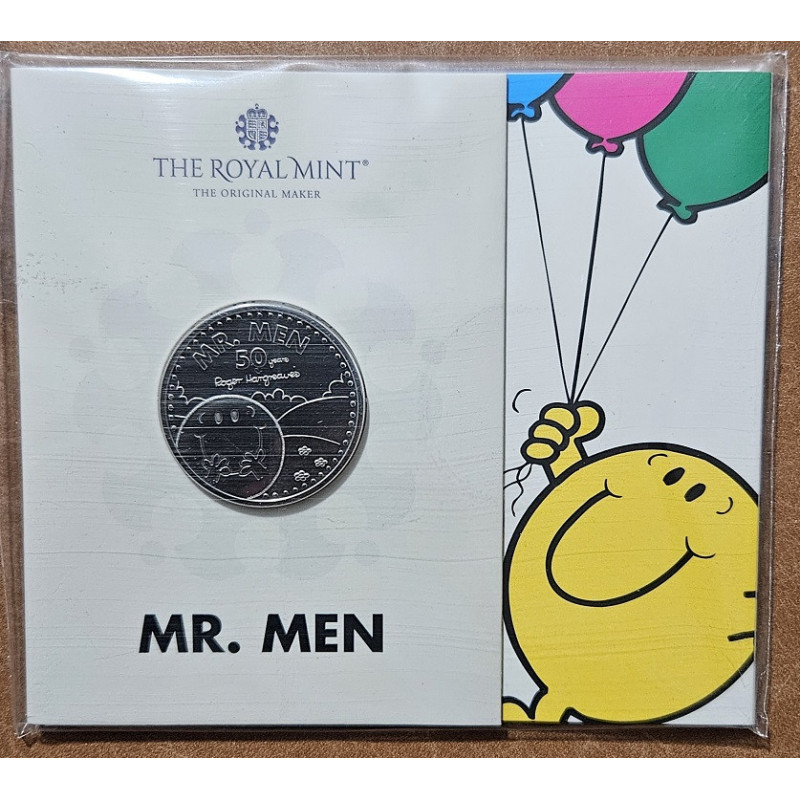 THE ROYAL MINT®
THE ORIGINAL MAKER
MR. MEN
50 years
Roger Hargreaves
MR. MEN